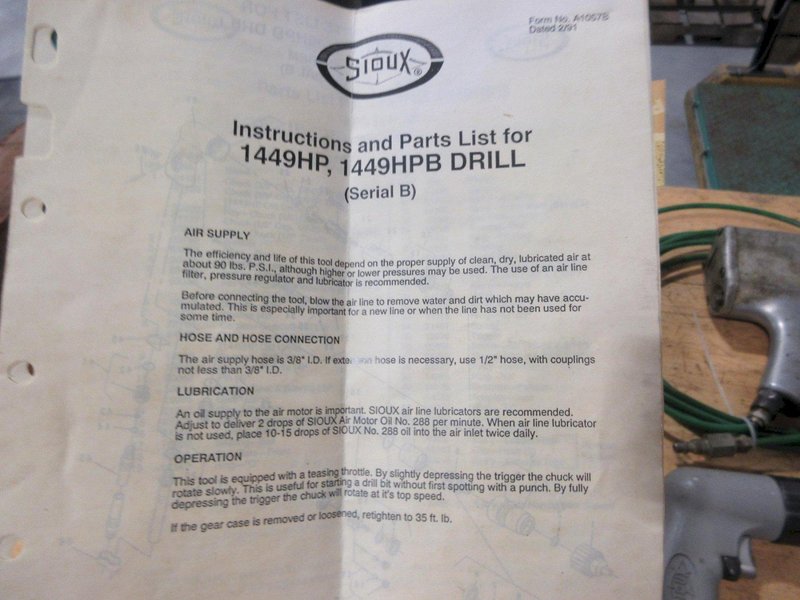 Form No. A1057B
Dated 2/91
SIOUX®
Instructions and Parts List for
1449HP, 1449HPB DRILL
(Serial B)
AIR SUPPLY
The efficiency and life of this tool depend on the proper supply of clean, dry, lubricated air at
about 90 lbs. P.S.I., although higher or lower pressures may be used. The use of an air line
filter, pressure regulator and lubricator is recommended.
Before connecting the tool, blow the air line to remove water and dirt which may have accu-
mulated. This is especially important for a new line or when the line has not been used for
some time.
HOSE AND HOSE CONNECTION
The air supply hose is 3/8" I.D. If extension hose is necessary, use 1/2" hose, with couplings
not less than 3/8" I.D.
LUBRICATION
An oil supply to the air motor is important. SIOUX air line lubricators are recommended.
Adjust to deliver 2 drops of SIOUX Air Motor Oil No. 288 per minute. When air line lubricator
is not used, place 10-15 drops of SIOUX No. 288 oil into the air inlet twice daily.
OPERATION
This tool is equipped with a teasing throttle. By slightly depressing the trigger the chuck will
rotate slowly. This is useful for starting a drill bit without first spotting with a punch. By fully
depressing the trigger the chuck will rotate at it's top speed.
If the gear case is removed or loosened, retighten to 35 ft. lb.
SIOUX